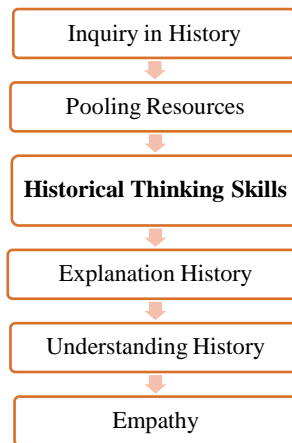 Inquiry in History
Pooling Resources
Historical Thinking Skills
Explanation History
Understanding History
Empathy